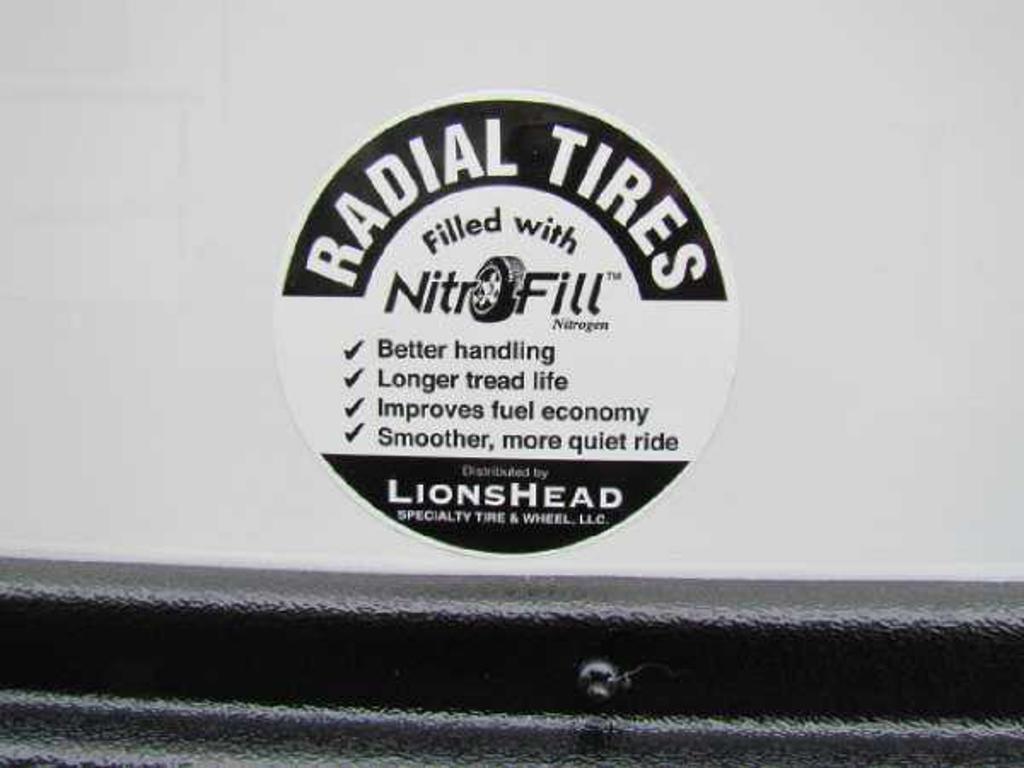 RADIAL TIRES
Filled with
NitroFill™
Nitrogen
✓ Better handling
✓ Longer tread life
✓ Improves fuel economy
✓ Smoother, more quiet ride
Distributed by
LIONSHEAD
SPECIALTY TIRE & WHEEL, LLC.